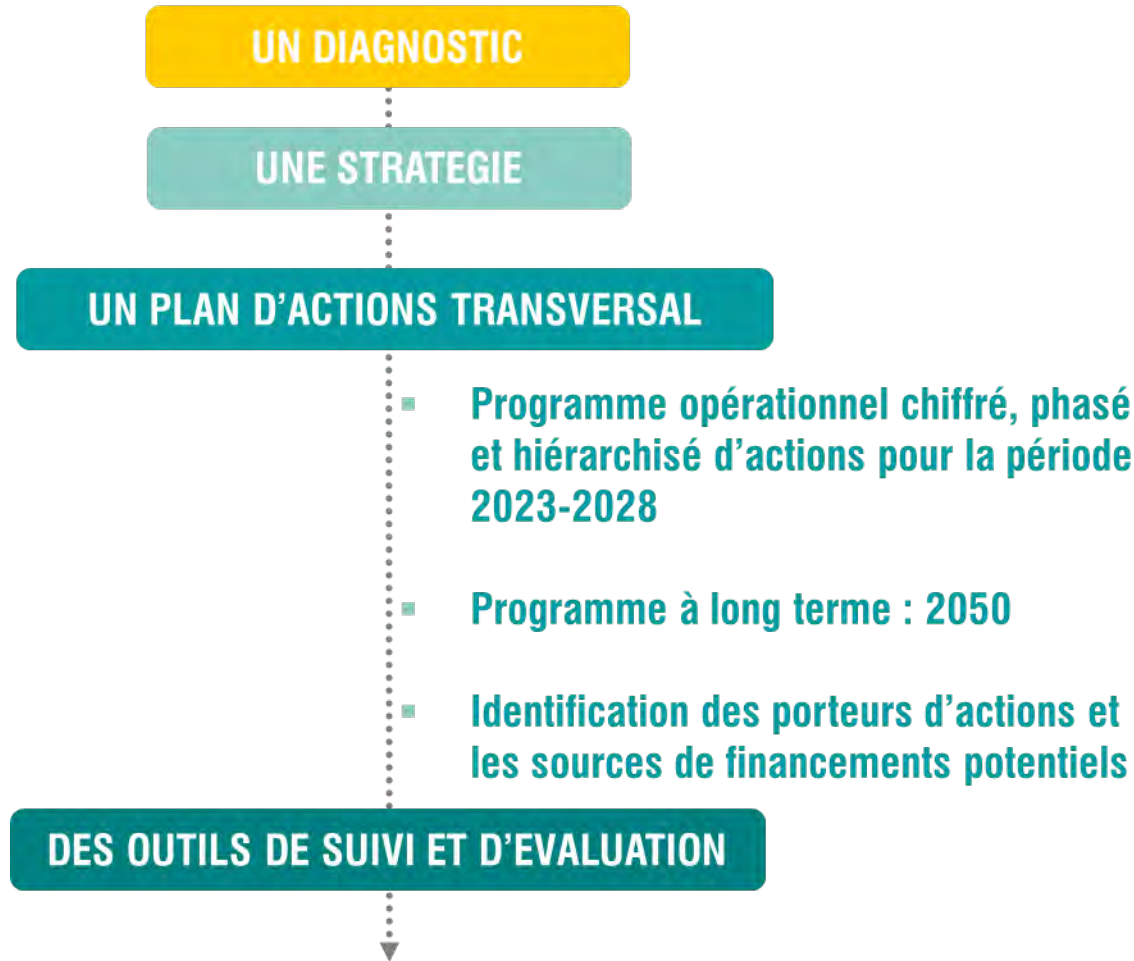 UN DIAGNOSTIC
UNE STRATEGIE
UN PLAN D’ACTIONS TRANSVERSAL
Programme opérationnel chiffré, phasé
et hiérarchisé d’actions pour la période
2023-2028
Programme à long terme : 2050
Identification des porteurs d’actions et
les sources de financements potentiels
DES OUTILS DE SUIVI ET D’EVALUATION